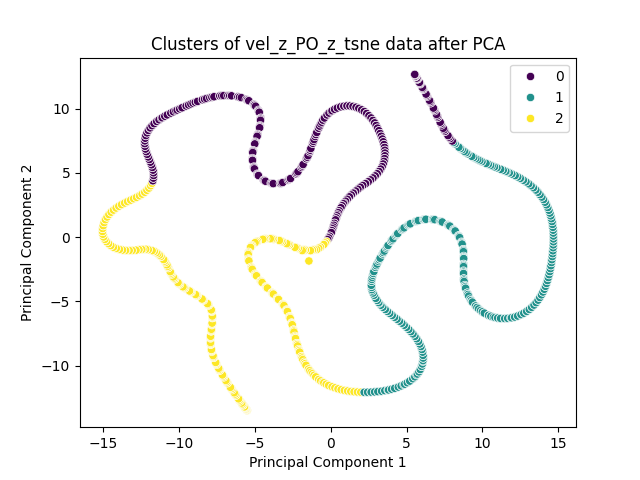 Clusters of vel_z_PO_z_tsne data after PCA
0
1
2
Principal Component 2
10
5
0
−5
−10
−15 −10 −5 0 5 10 15
Principal Component 1